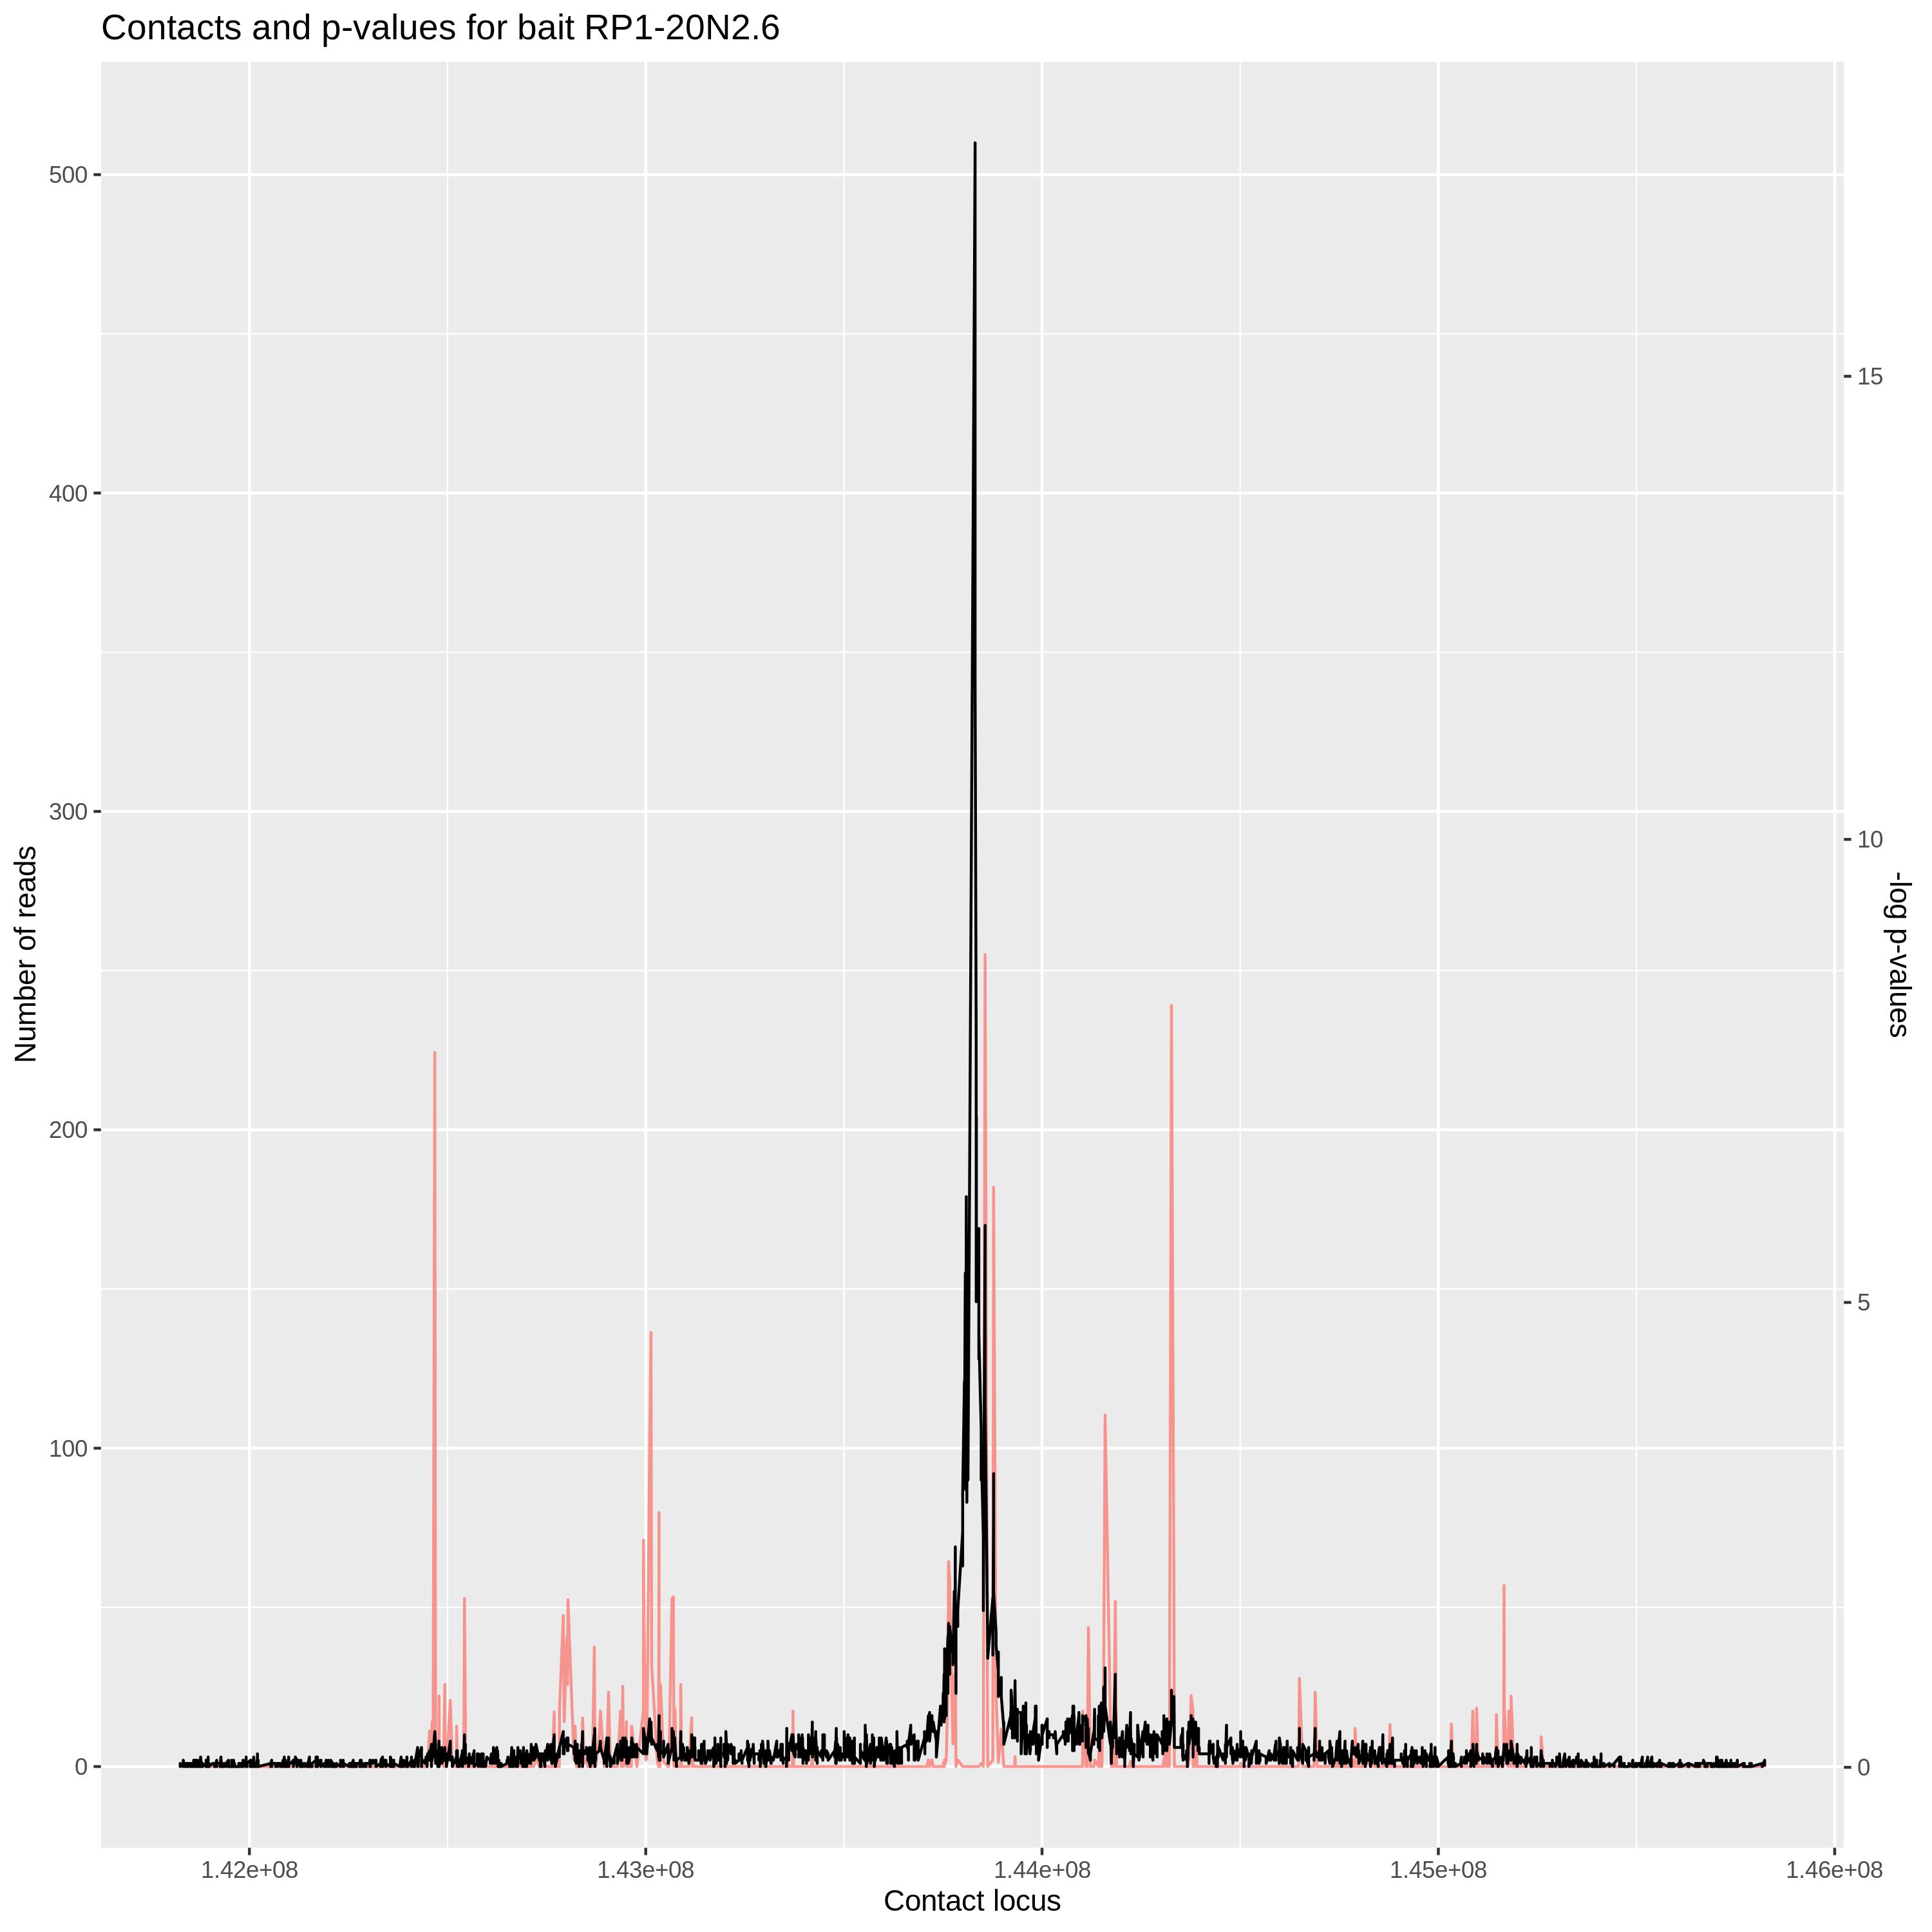 Contacts and p-values for bait RP1-20N2.6
500
400
300
200
100
0
Number of reads
15
10
5
0
-log p-values
1.42e+08
1.43e+08
1.44e+08
1.45e+08
1.46e+08
Contact locus